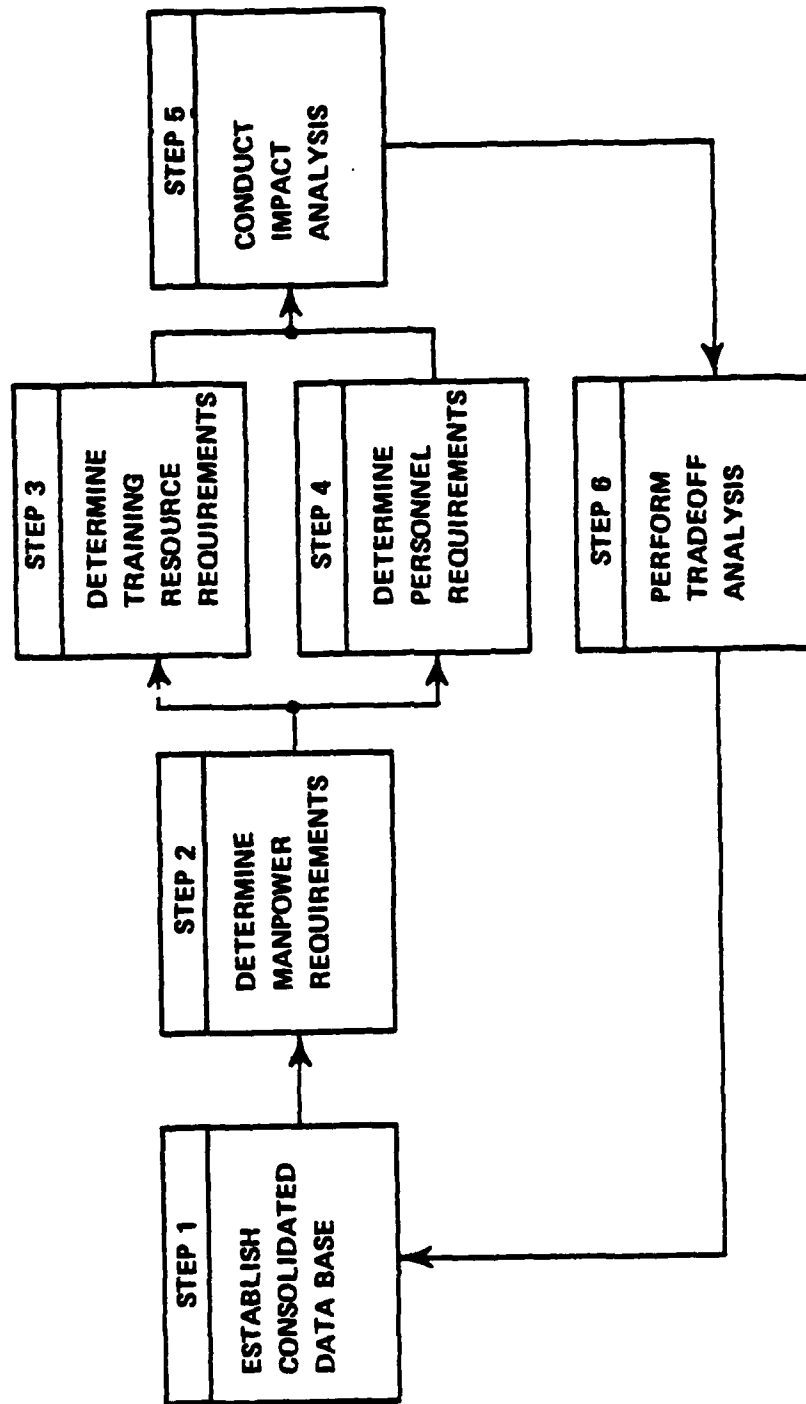 STEP 1
ESTABLISH
CONSOLIDATED
DATA BASE
STEP 2
DETERMINE
MANPOWER
REQUIREMENTS
STEP 3
DETERMINE
TRAINING
RESOURCE
REQUIREMENTS
STEP 4
DETERMINE
PERSONNEL
REQUIREMENTS
STEP 5
CONDUCT
IMPACT
ANALYSIS
STEP 6
PERFORM
TRADEOFF
ANALYSIS